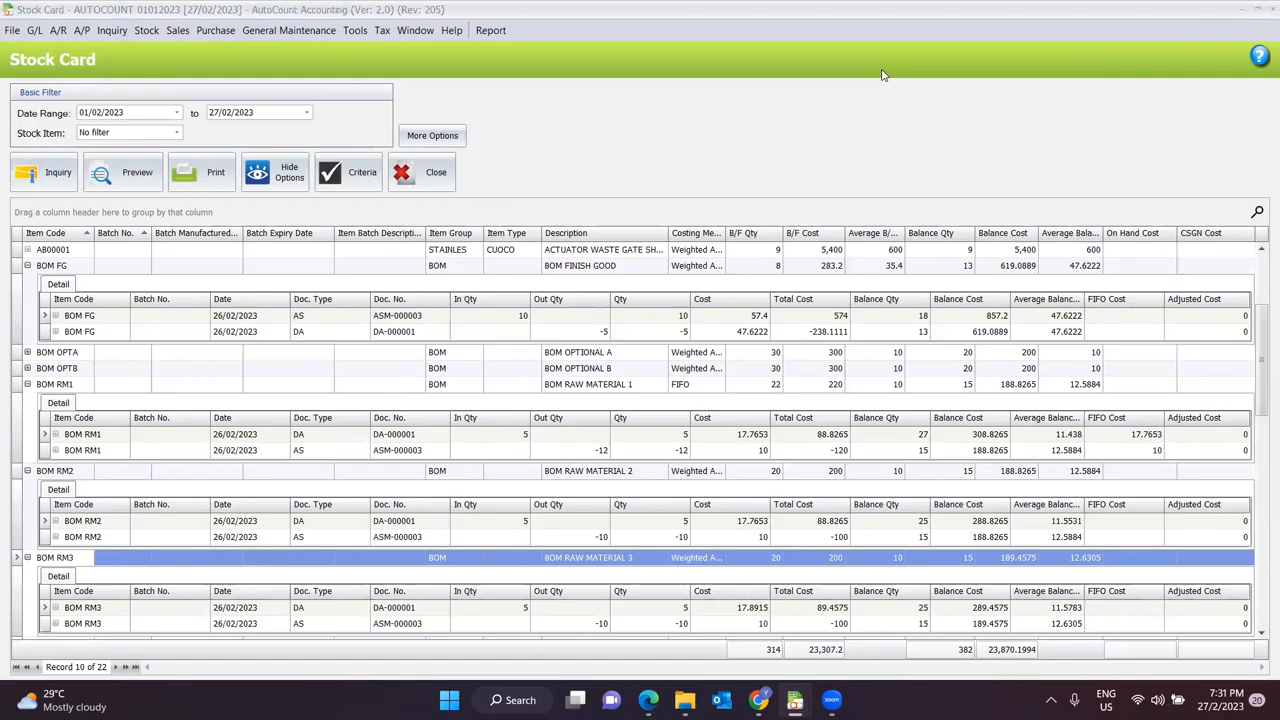 Stock Card - AUTOCOUNT 01012023 [27/02/2023] - AutoCount Accounting (Ver: 2.0) (Rev: 205)
File G/L A/R A/P Inquiry Stock Sales Purchase General Maintenance Tools Tax Window Help Report
Stock Card
Basic Filter
Date Range: 01/02/2023 to 27/02/2023
Stock Item: No filter
More Options
Inquiry Preview Print Hide Options Criteria Close
Drag a column header here to group by that column
Item Code Batch No. Batch Manufactured... Batch Expiry Date Item Batch Descripti... Item Group Item Type Description Costing Me... B/F Qty B/F Cost Average B/... Balance Qty Balance Cost Average Bala... On Hand Cost CSGN Cost
AB00001 STAINLES CUOCO ACTUATOR WASTE GATE SH... Weighted A... 9 5,400 600 9 5,400 600
BOM FG BOM BOM FINISH GOOD Weighted A... 8 283.2 35.4 13 619.0889 47.6222
Detail
Item Code Batch No. Date Doc. Type Doc. No. In Qty Out Qty Qty Cost Total Cost Balance Qty Balance Cost Average Balanc... FIFO Cost Adjusted Cost
BOM FG 26/02/2023 AS ASM-000003 10 10 57.4 574 18 857.2 47.6222 0
BOM FG 26/02/2023 DA DA-000001 -5 -5 47.6222 -238.1111 13 619.0889 47.6222 0
BOM OPTA BOM BOM OPTIONAL A Weighted A... 30 300 10 20 200 10
BOM OPTB BOM BOM OPTIONAL B Weighted A... 30 300 10 20 200 10
BOM RM1 BOM BOM RAW MATERIAL 1 FIFO 22 220 10 15 188.8265 12.5884
Detail
Item Code Batch No. Date Doc. Type Doc. No. In Qty Out Qty Qty Cost Total Cost Balance Qty Balance Cost Average Balanc... FIFO Cost Adjusted Cost
BOM RM1 26/02/2023 DA DA-000001 5 5 17.7653 88.8265 27 308.8265 11.438 17.7653 0
BOM RM1 26/02/2023 AS ASM-000003 -12 -12 10 -120 15 188.8265 12.5884 10 0
BOM RM2 BOM BOM RAW MATERIAL 2 Weighted A... 20 200 10 15 188.8265 12.5884
Detail
Item Code Batch No. Date Doc. Type Doc. No. In Qty Out Qty Qty Cost Total Cost Balance Qty Balance Cost Average Balanc... FIFO Cost Adjusted Cost
BOM RM2 26/02/2023 DA DA-000001 5 5 17.7653 88.8265 25 288.8265 11.5531 0
BOM RM2 26/02/2023 AS ASM-000003 -10 -10 10 -100 15 188.8265 12.5884 0
BOM RM3 BOM BOM RAW MATERIAL 3 Weighted A... 20 200 10 15 189.4575 12.6305
Detail
Item Code Batch No. Date Doc. Type Doc. No. In Qty Out Qty Qty Cost Total Cost Balance Qty Balance Cost Average Balanc... FIFO Cost Adjusted Cost
BOM RM3 26/02/2023 DA DA-000001 5 5 17.8915 89.4575 25 289.4575 11.5783 0
BOM RM3 26/02/2023 AS ASM-000003 -10 -10 10 -100 15 189.4575 12.6305 0
314 23,307.2 382 23,870.1994
Record 10 of 22
29°C
Mostly cloudy
Search
zoom
ENG
US
7:31 PM
27/2/2023
20